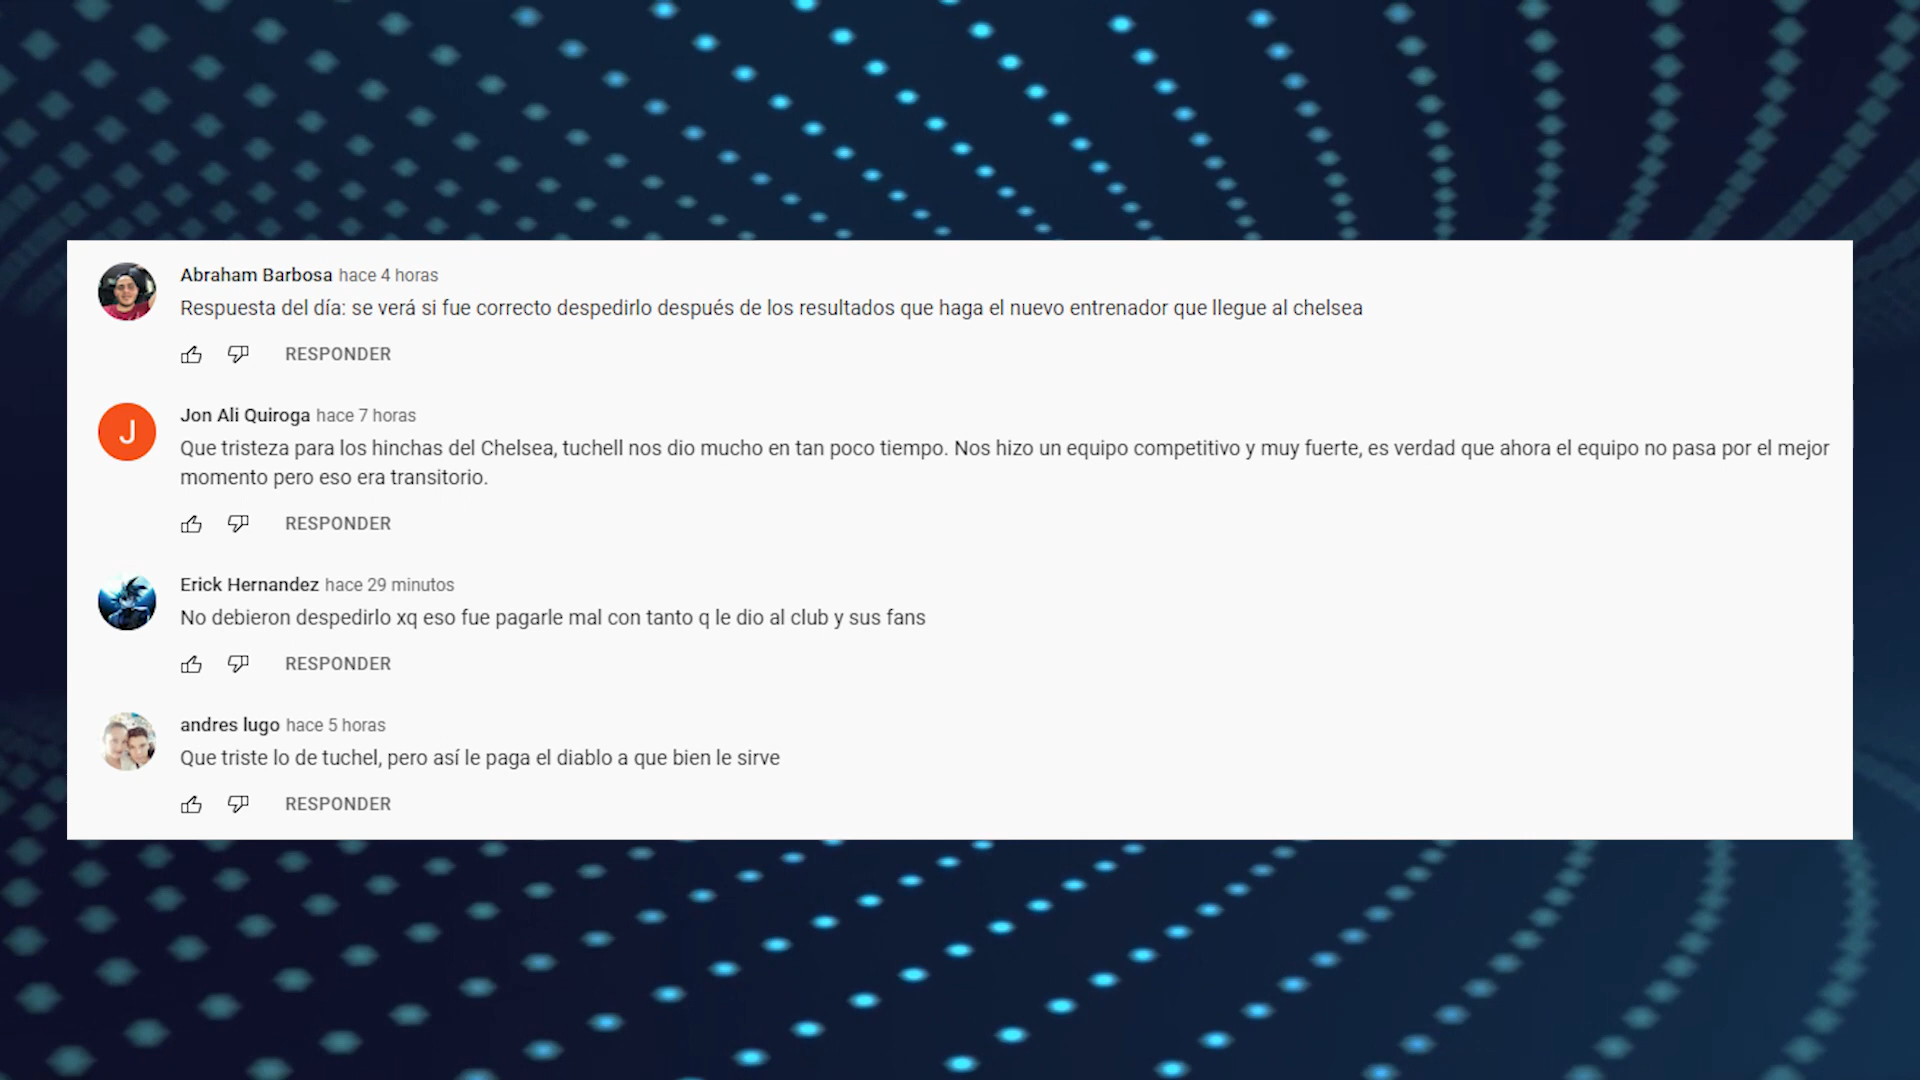 Abraham Barbosa hace 4 horas
Respuesta del día: se verá si fue correcto despedirlo después de los resultados que haga el nuevo entrenador que llegue al chelsea
RESPONDER
J
Jon Ali Quiroga hace 7 horas
Que tristeza para los hinchas del Chelsea, tuchell nos dio mucho en tan poco tiempo. Nos hizo un equipo competitivo y muy fuerte, es verdad que ahora el equipo no pasa por el mejor
momento pero eso era transitorio.
RESPONDER
Erick Hernandez hace 29 minutos
No debieron despedirlo xq eso fue pagarle mal con tanto q le dio al club y sus fans
RESPONDER
andres lugo hace 5 horas
Que triste lo de tuchel, pero así le paga el diablo a que bien le sirve
RESPONDER